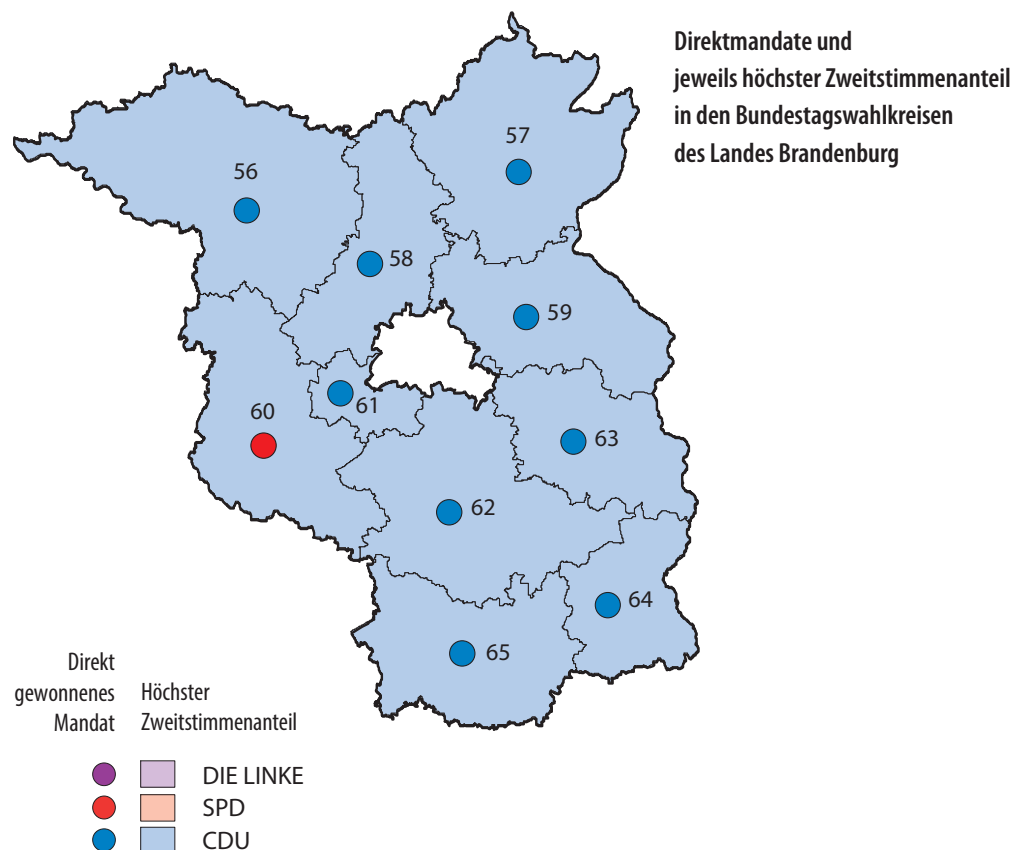 Direktmandate und
jeweils höchster Zweitstimmenanteil
in den Bundestagswahlkreisen
des Landes Brandenburg
57
56
58
59
61
60
63
62
64
65
Direkt
gewonnenes
Mandat
Höchster
Zweitstimmenanteil
DIE LINKE
SPD
CDU